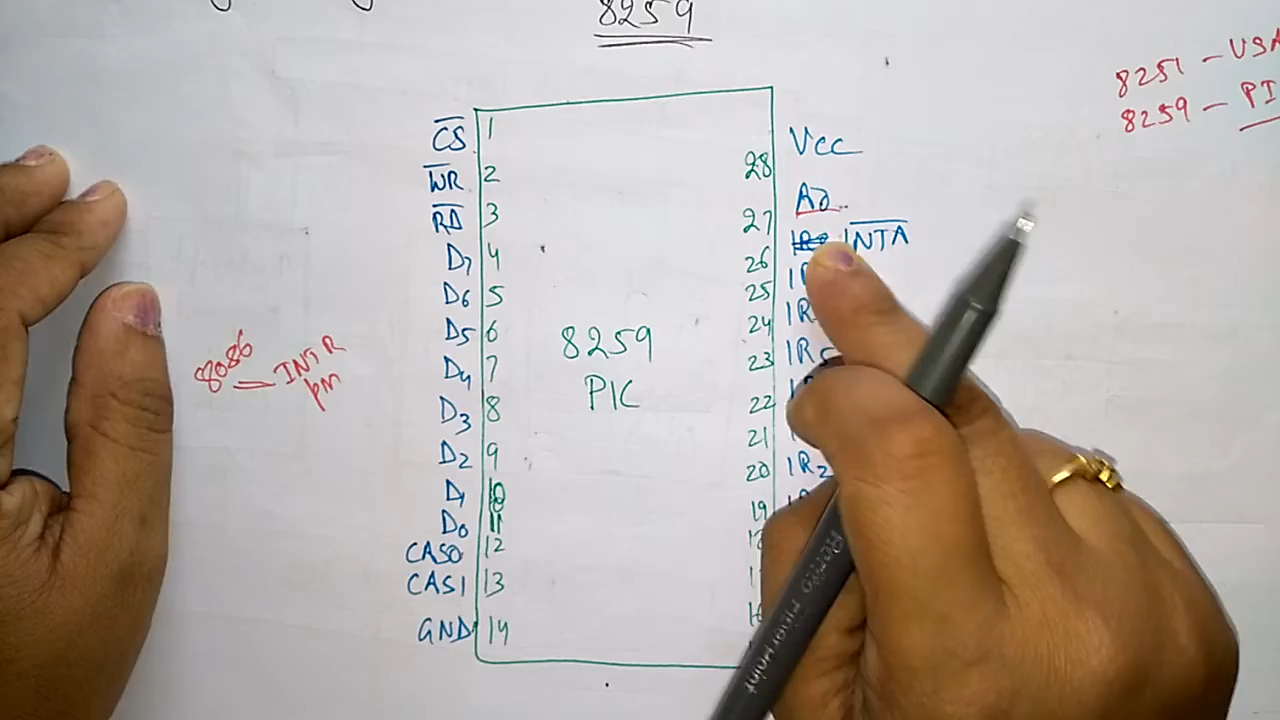 8259
8251 - USA
8259 - PI
CS 1
WR 2
RD 3
D7 4
D6 5
D5 6
D4 7
D3 8
D2 9
D1 10
D0 11
CAS0 12
CAS1 13
GND 14
8259
PIC
28 Vcc
27 A0
26 INTA
25
24
23 IR5
22
21
20 IR2
19
8086 - INTR
pin